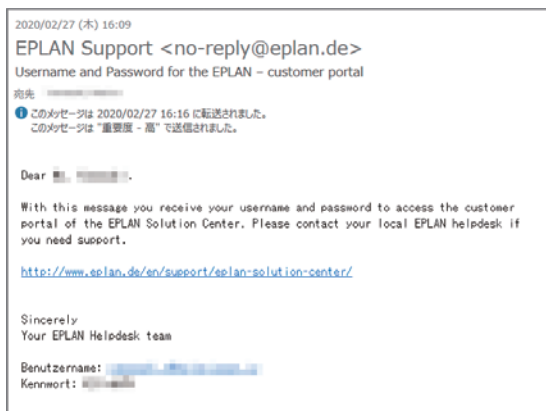 2020/02/27 (木) 16:09
EPLAN Support <no-reply@eplan.de>
Username and Password for the EPLAN – customer portal
宛先
このメッセージは 2020/02/27 16:16 に転送されました。
このメッセージは "重要度 - 高" で送信されました。
Dear
With this message you receive your username and password to access the customer
portal of the EPLAN Solution Center. Please contact your local EPLAN helpdesk if
you need support.
http://www.eplan.de/en/support/eplan-solution-center/
Sincerely
Your EPLAN Helpdesk team
Benutzername:
Kennwort: